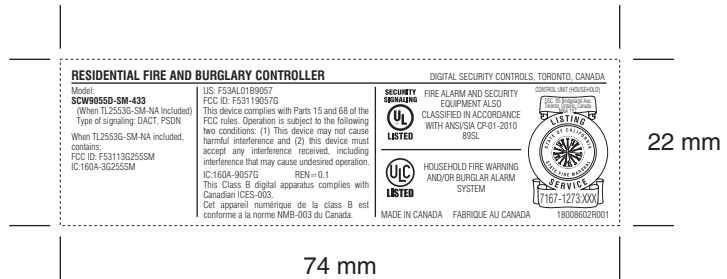 RESIDENTIAL FIRE AND BURGLARY CONTROLLER
DIGITAL SECURITY CONTROLS, TORONTO, CANADA
Model:
SCW9055D-SM-433
(When TL2553G-SM-NA Included)
Type of signaling: DACT, PSDN
When TL2553G-SM-NA included,
contains:
FCC ID: F53113G255SM
IC:160A-3G255SM
US: F53AL01B9057
FCC ID: F53119057G
This device complies with Parts 15 and 68 of the
FCC rules. Operation is subject to the following
two conditions: (1) This device may not cause
harmful interference and (2) this device must
accept any interference received, including
interference that may cause undesired operation.
IC:160A-9057G REN=0.1
This Class B digital apparatus complies with
Canadian ICES-003.
Cet appareil numérique de la class B est
conforme a la norme NMB-003 du Canada.
SECURITY
SIGNALING
UL
LISTED
FIRE ALARM AND SECURITY
EQUIPMENT ALSO
CLASSIFIED IN ACCORDANCE
WITH ANSI/SIA CP-01-2010
89SL
ULC
LISTED
HOUSEHOLD FIRE WARNING
AND/OR BURGLAR ALARM
SYSTEM
MADE IN CANADA FABRIQUE AU CANADA
CONTROL UNIT (HOUSEHOLD)
DSC, 95 Bridgeland Ave.
Toronto, Ontario, Canada
LISTING
STATE OF CALIFORNIA
STATE FIRE MARSHAL
SERVICE
7167-1273:XXX
18008602R001
22 mm
74 mm